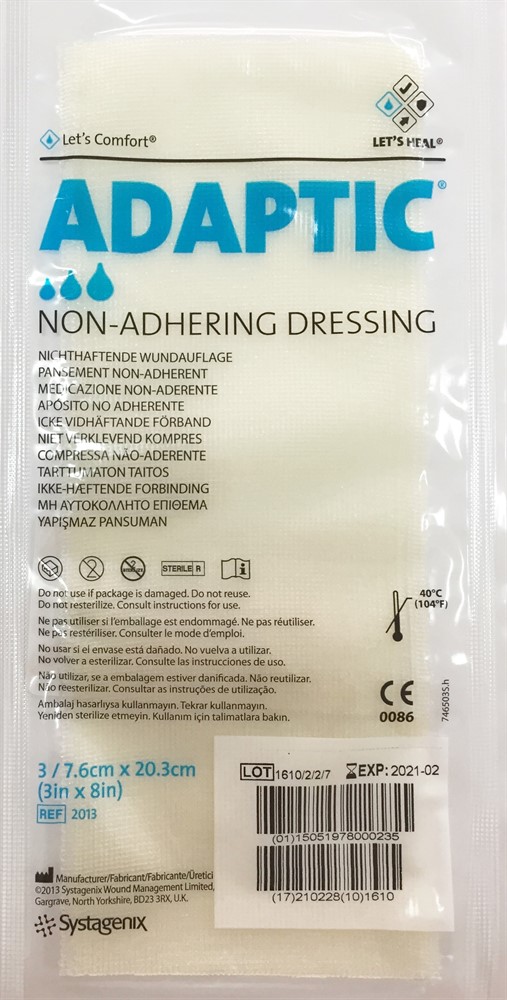 Let's Comfort®
LET'S HEAL®
ADAPTIC®
NON-ADHERING DRESSING
NICHTHAFTENDE WUNDAUFLAGE
PANSEMENT NON-ADHERENT
MEDICAZIONE NON-ADERENTE
APÓSITO NO ADHERENTE
ICKE VIDHÄFTANDE FÖRBAND
NIET VERKLEVEND KOMPRES
COMPRESSA NÃO-ADERENTE
TARTTUMATON TAITOS
IKKE-HÆFTENDE FORBINDING
ΜΗ ΑΥΤΟΚΟΛΛΗΤΟ ΕΠΙΘΕΜΑ
YAPIŞMAZ PANSUMAN
2 STERILIZE STERILE R i
Do not use if package is damaged. Do not reuse.
Do not resterilize. Consult instructions for use.
Ne pas utiliser si l'emballage est endommagé. Ne pas réutiliser.
Ne pas restériliser. Consulter le mode d'emploi.
No usar si el envase está dañado. No vuelva a utilizar.
No volver a esterilizar. Consulte las instrucciones de uso.
Não utilizar, se a embalagem estiver danificada. Não reutilizar.
Não reesterilizar. Consultar as instruções de utilização.
Ambalaj hasarlıysa kullanmayın. Tekrar kullanmayın.
Yeniden sterilize etmeyin. Kullanım için talimatlara bakın.
40°C
(104°F)
CE
0086
7465035.h
3 / 7.6cm x 20.3cm
(3in x 8in)
REF 2013
LOT 1610/2/2/7 EXP: 2021-02
(01)15051978000235
(17)210228(10)1610
Manufacturer/Fabricant/Fabricante/Üretici
©2013 Systagenix Wound Management Limited,
Gargrave, North Yorkshire, BD23 3RX, U.K.
Systagenix